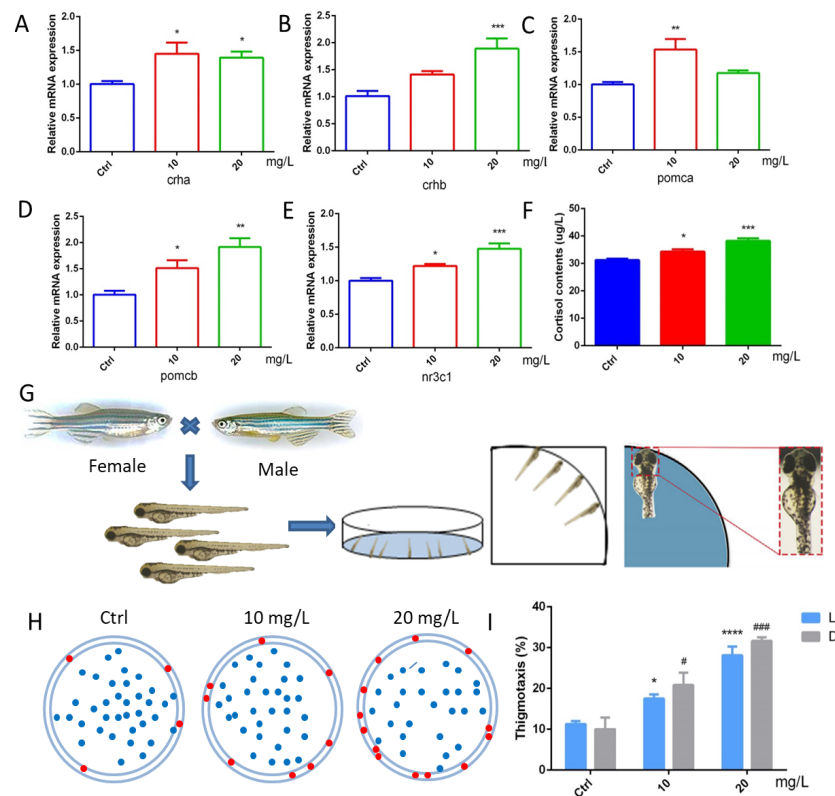 A
Relative mRNA expression
2.0
1.5
1.0
0.5
0.0
*
*
Ctrl
10
20
mg/L
crha
B
Relative mRNA expression
2.5
2.0
1.5
1.0
0.5
0.0
***
Ctrl
10
20
mg/L
crhb
C
Relative mRNA expression
2.0
1.5
1.0
0.5
0.0
**
Ctrl
10
20
mg/L
pomca
D
Relative mRNA expression
2.5
2.0
1.5
1.0
0.5
0.0
*
**
Ctrl
10
20
mg/L
pomcb
E
Relative mRNA expression
2.0
1.5
1.0
0.5
0.0
*
***
Ctrl
10
20
mg/L
nr3c1
F
Cortisol contents (ug/L)
50
40
30
20
10
0
*
***
Ctrl
10
20
mg/L
G
Female
Male
H
Ctrl
10 mg/L
20 mg/L
I
Thigmotaxis (%)
40
30
20
10
0
*
#
****
###
Ctrl
10
20
mg/L
L
D